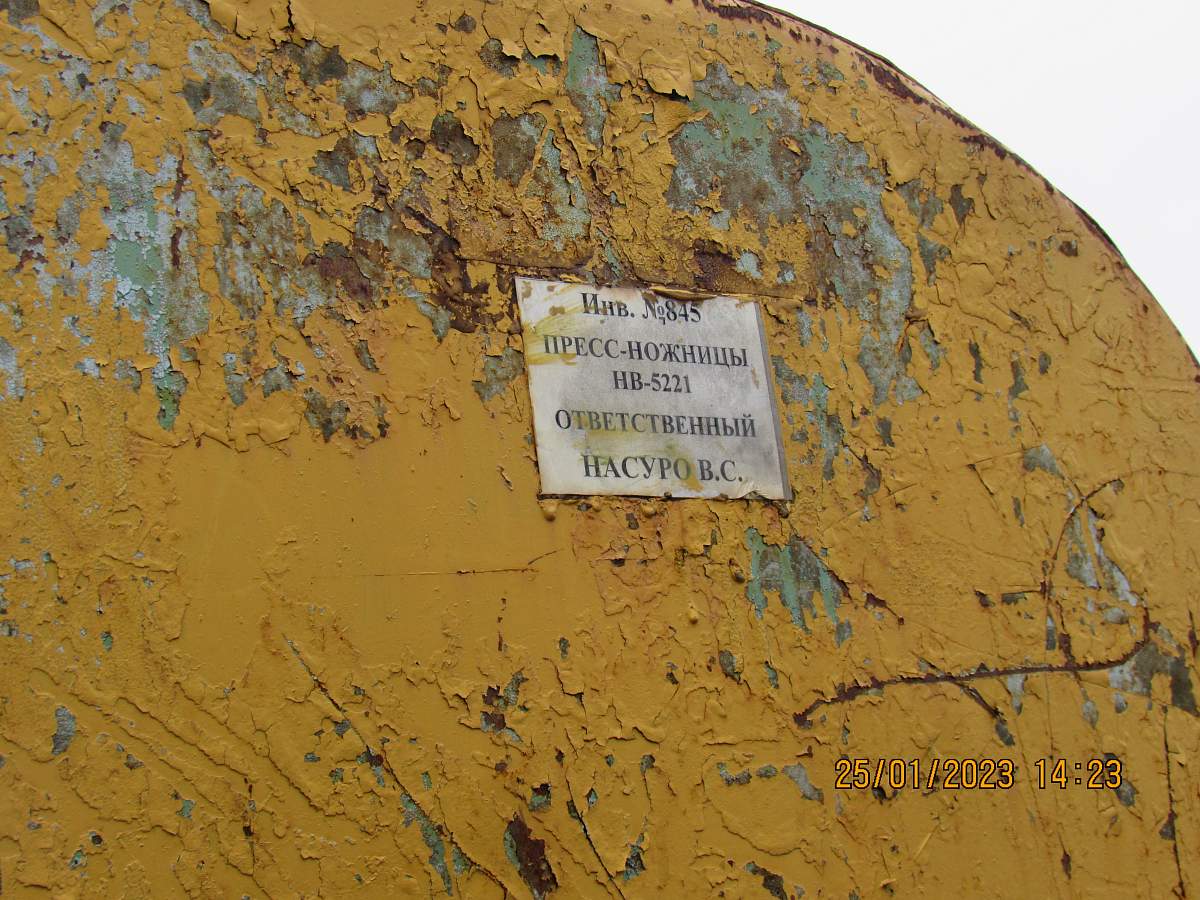 Инв. №845
ПРЕСС-НОЖНИЦЫ
НВ-5221
ОТВЕТСТВЕННЫЙ
НАСУРО В.С.
25/01/2023 14:23